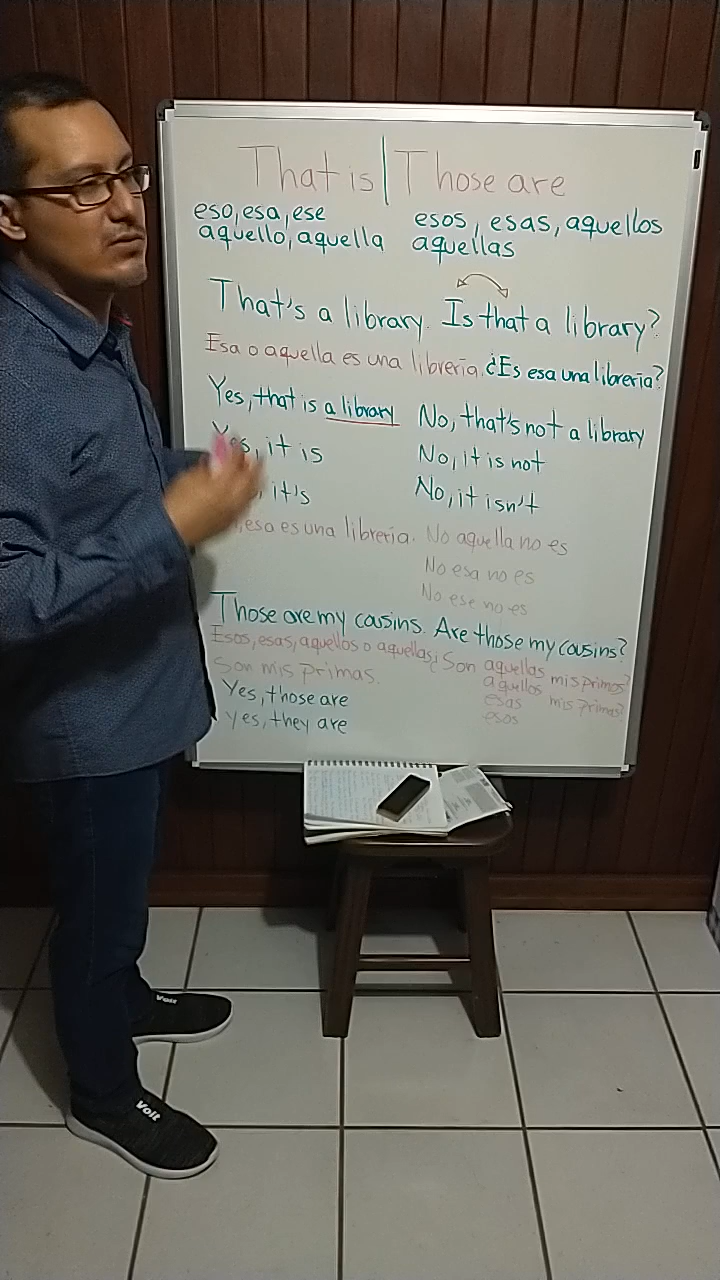 That is | Those are
eso, esa, ese
aquello, aquella
esos, esas, aquellos
aquellas
That's a library. Is that a library?
Esa o aquella es una librería. ¿Es esa una librería?
Yes, that is a library
No, that's not a library
Yes, it is
No, it is not
, it's
No, it isn't
, esa es una librería.
No aquella no es
No esa no es
No ese no es
Those are my cousins. Are those my cousins?
Esos, esas, aquellos o aquellas
Son mis primas.
¿Son aquellas mis primos?
aquellos
esas mis primas?
esos
Yes, those are
yes, they are
Voit
Voit